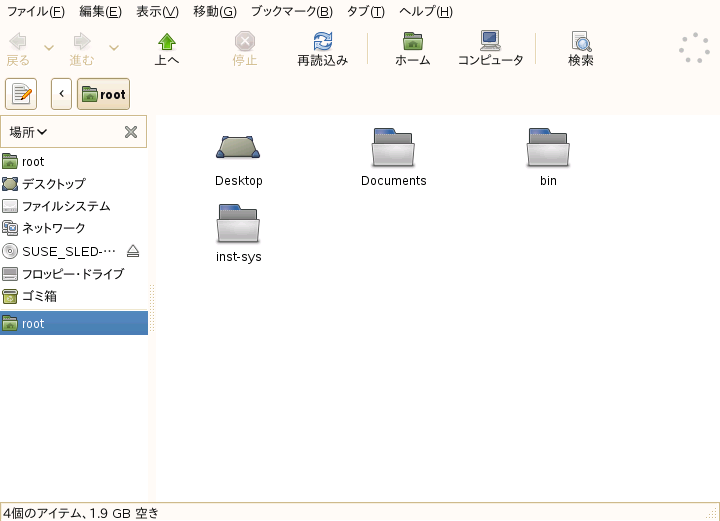 ファイル(F) 編集(E) 表示(V) 移動(G) ブックマーク(B) タブ(T) ヘルプ(H)
戻る 進む 上へ 停止 再読込み ホーム コンピュータ 検索
root
場所
root
デスクトップ
ファイルシステム
ネットワーク
SUSE_SLED-…
フロッピー・ドライブ
ゴミ箱
root
Desktop Documents bin
inst-sys
4個のアイテム、1.9 GB 空き